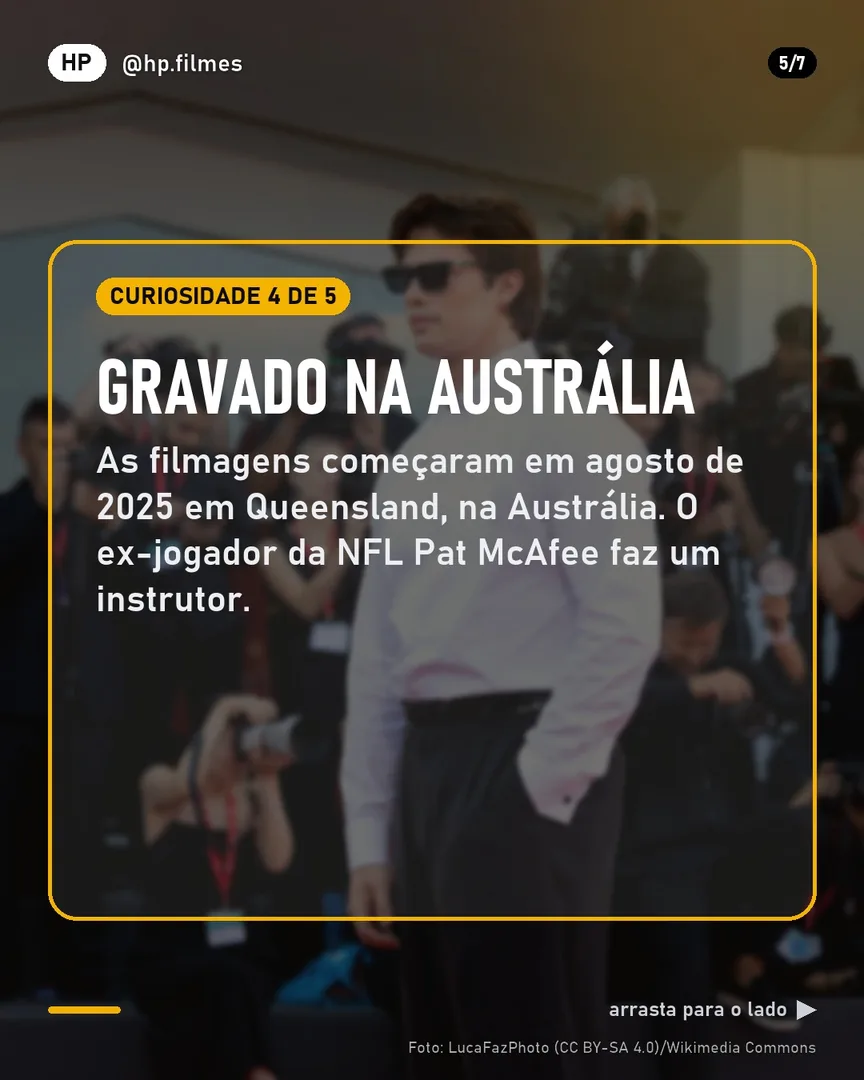 HP @hp.filmes 5/7
CURIOSIDADE 4 DE 5
GRAVADO NA AUSTRÁLIA
As filmagens começaram em agosto de
2025 em Queensland, na Austrália. O
ex-jogador da NFL Pat McAfee faz um
instrutor.
arrasta para o lado ▶
Foto: LucaFazPhoto (CC BY-SA 4.0)/Wikimedia Commons